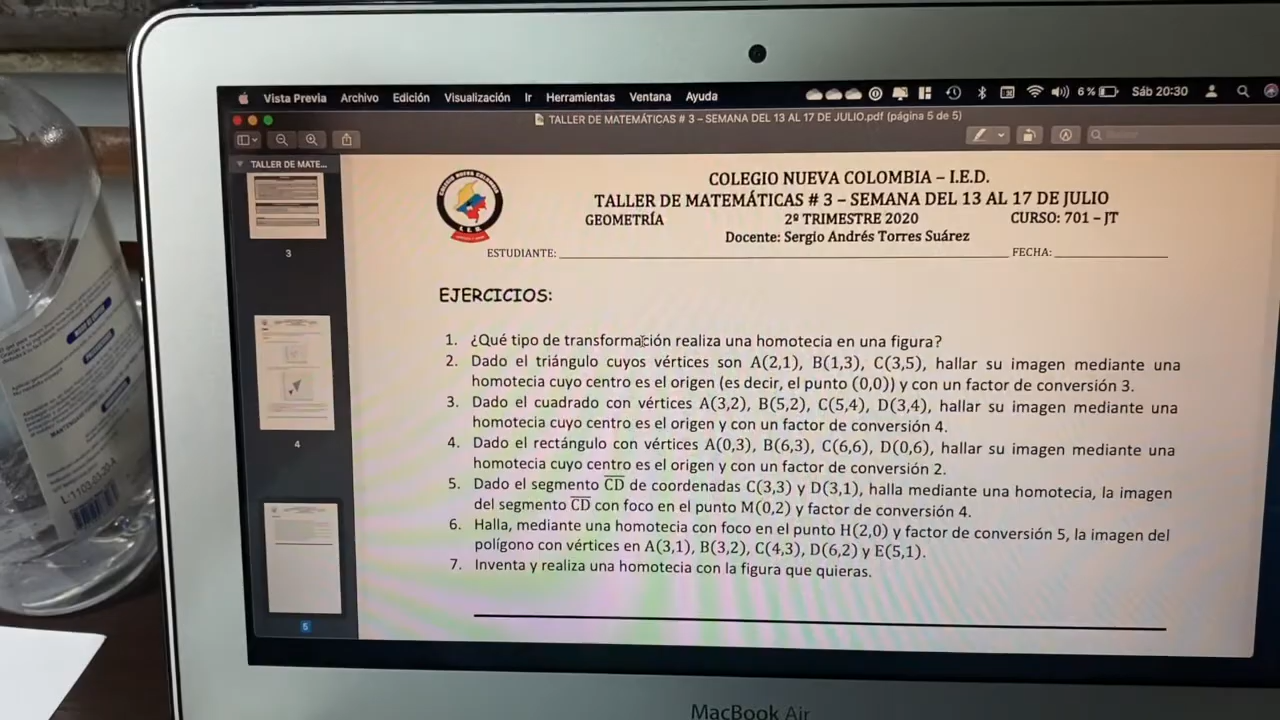 Vista Previa Archivo Edición Visualización Ir Herramientas Ventana Ayuda 6 % Sáb 20:30
TALLER DE MATEMÁTICAS # 3 – SEMANA DEL 13 AL 17 DE JULIO.pdf (página 5 de 5)
TALLER DE MATE...
3
4
5
COLEGIO NUEVA COLOMBIA – I.E.D.
TALLER DE MATEMÁTICAS # 3 – SEMANA DEL 13 AL 17 DE JULIO
GEOMETRÍA 2º TRIMESTRE 2020 CURSO: 701 – JT
Docente: Sergio Andrés Torres Suárez
ESTUDIANTE: FECHA:
EJERCICIOS:
1. ¿Qué tipo de transformación realiza una homotecia en una figura?
2. Dado el triángulo cuyos vértices son A(2,1), B(1,3), C(3,5), hallar su imagen mediante una
homotecia cuyo centro es el origen (es decir, el punto (0,0)) y con un factor de conversión 3.
3. Dado el cuadrado con vértices A(3,2), B(5,2), C(5,4), D(3,4), hallar su imagen mediante una
homotecia cuyo centro es el origen y con un factor de conversión 4.
4. Dado el rectángulo con vértices A(0,3), B(6,3), C(6,6), D(0,6), hallar su imagen mediante una
homotecia cuyo centro es el origen y con un factor de conversión 2.
5. Dado el segmento C̅D̅ de coordenadas C(3,3) y D(3,1), halla mediante una homotecia, la imagen
del segmento C̅D̅ con foco en el punto M(0,2) y factor de conversión 4.
6. Halla, mediante una homotecia con foco en el punto H(2,0) y factor de conversión 5, la imagen del
polígono con vértices en A(3,1), B(3,2), C(4,3), D(6,2) y E(5,1).
7. Inventa y realiza una homotecia con la figura que quieras.
MacBook Air